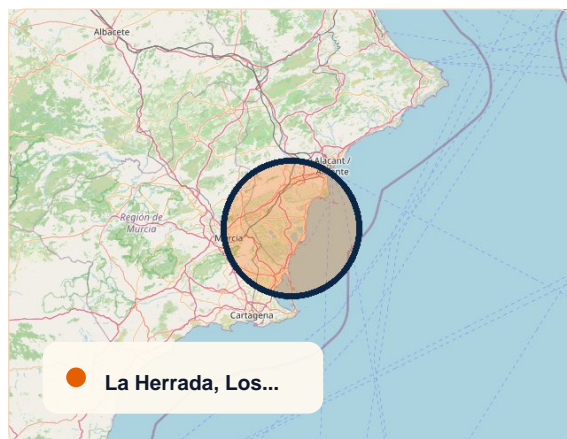 Albacete
Alacant /
Alicante
Región de
Murcia
Murcia
Cartagena
La Herrada, Los...